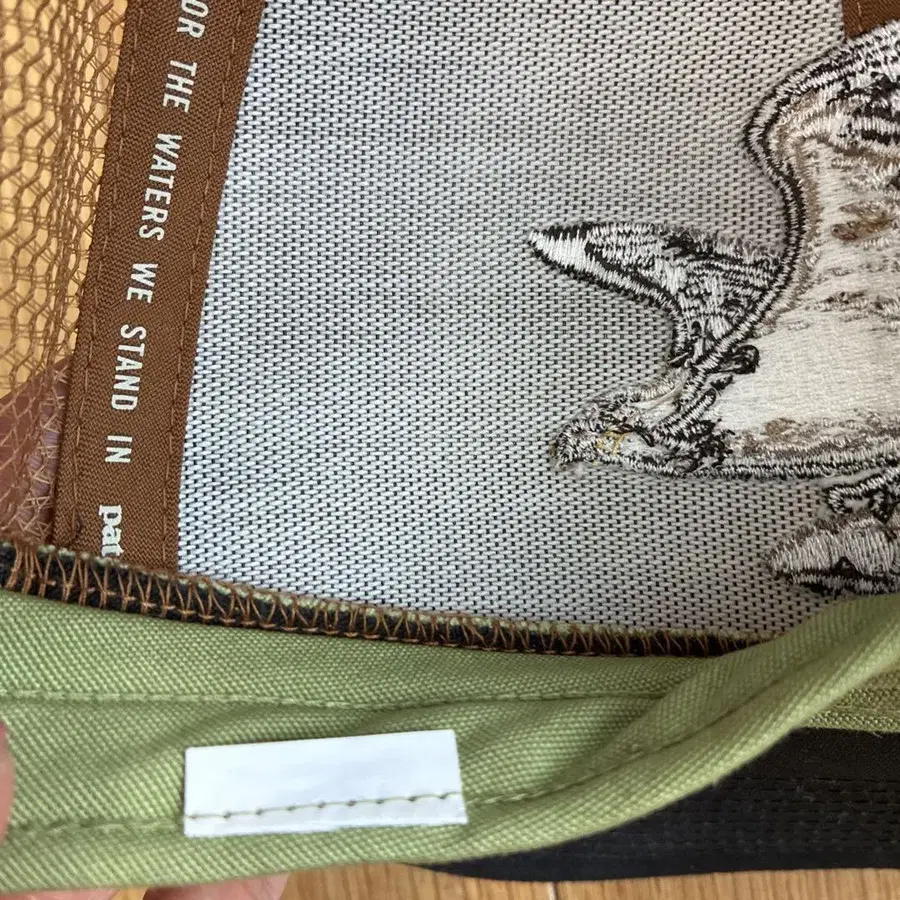 OR THE WATERS WE STAND IN
pat